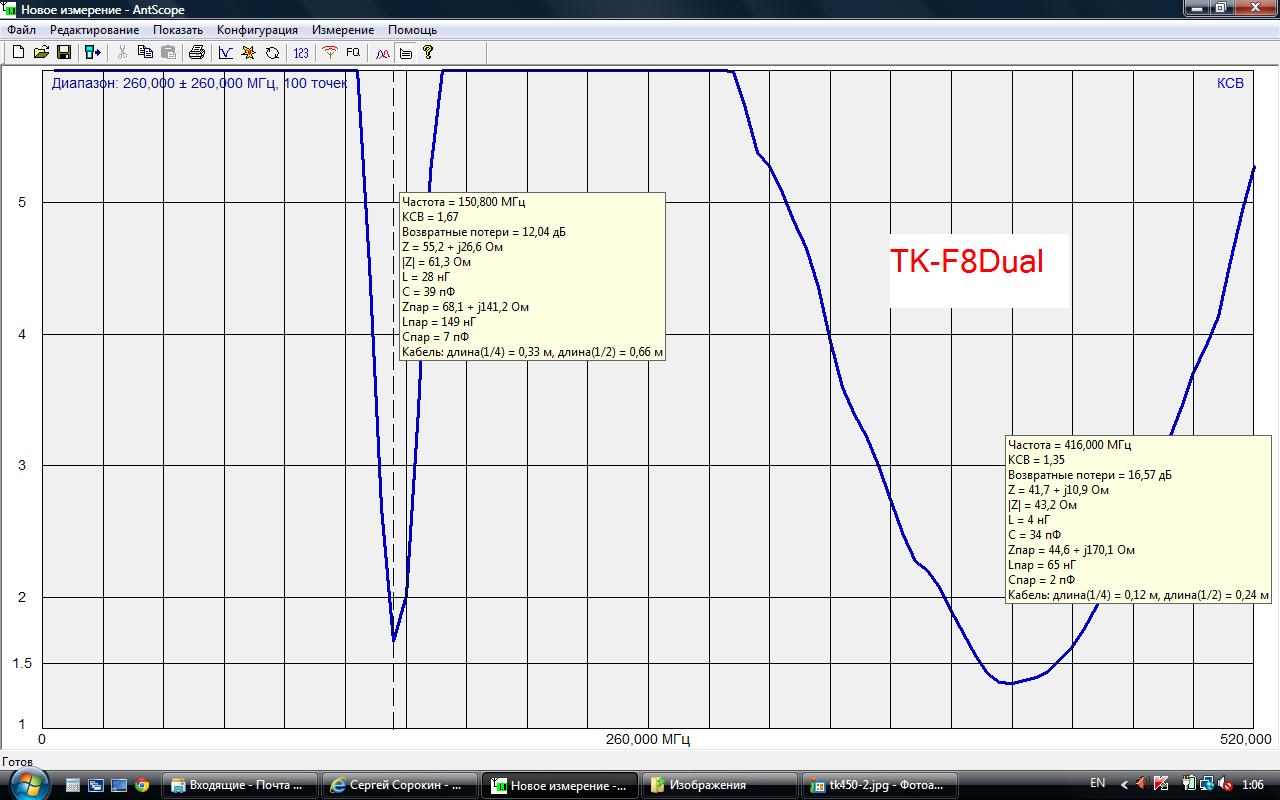 Новое измерение - AntScope
Файл Редактирование Показать Конфигурация Измерение Помощь
123 FQ
Диапазон: 260,000 ± 260,000 МГц, 100 точек
КСВ
5
4
3
2
1.5
1
Частота = 150,800 МГц
КСВ = 1,67
Возвратные потери = 12,04 дБ
Z = 55,2 + j26,6 Ом
|Z| = 61,3 Ом
L = 28 нГ
C = 39 пФ
Zпар = 68,1 + j141,2 Ом
Lпар = 149 нГ
Cпар = 7 пФ
Кабель: длина(1/4) = 0,33 м, длина(1/2) = 0,66 м
TK-F8Dual
Частота = 416,000 МГц
КСВ = 1,35
Возвратные потери = 16,57 дБ
Z = 41,7 + j10,9 Ом
|Z| = 43,2 Ом
L = 4 нГ
C = 34 пФ
Zпар = 44,6 + j170,1 Ом
Lпар = 65 нГ
Cпар = 2 пФ
Кабель: длина(1/4) = 0,12 м, длина(1/2) = 0,24 м
0 260,000 МГц 520,000
Готов
Входящие - Почта ... Сергей Сорокин - ... Новое измерение -... Изображения tk450-2.jpg - Фотоа... EN 1:06